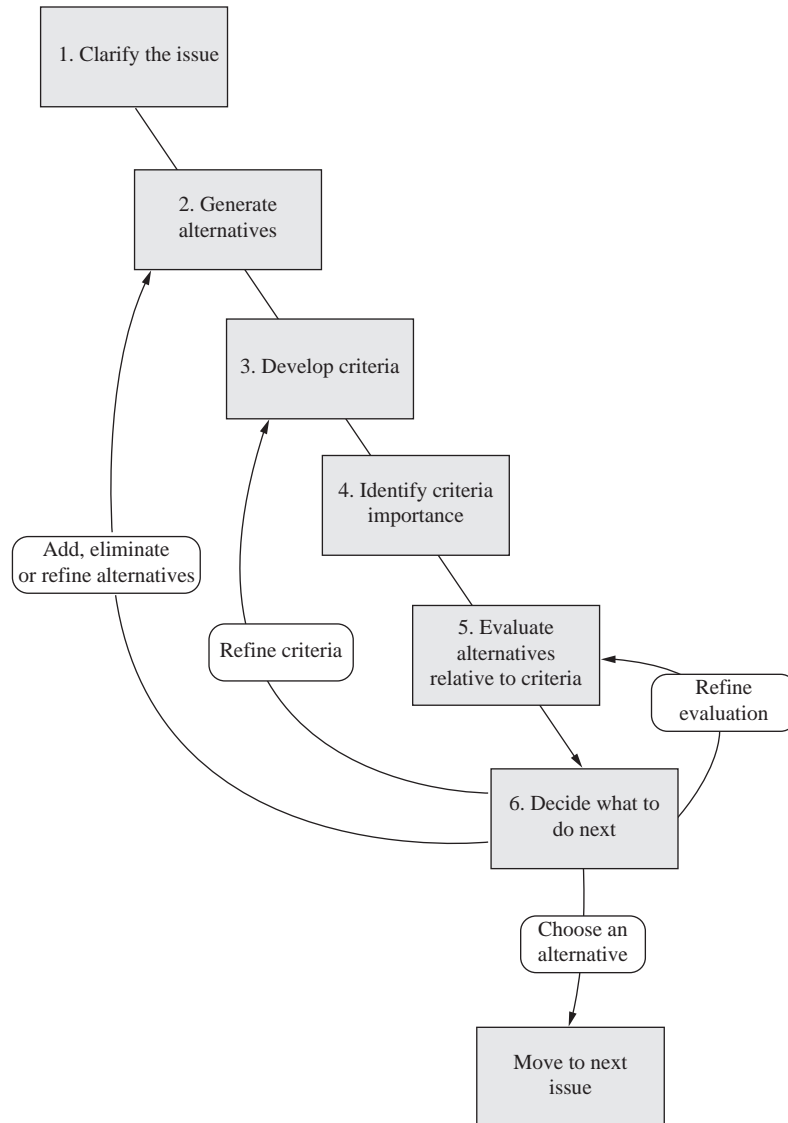 1. Clarify the issue
2. Generate
alternatives
3. Develop criteria
4. Identify criteria
importance
Add, eliminate
or refine alternatives
5. Evaluate
alternatives
relative to criteria
Refine criteria
Refine
evaluation
6. Decide what to
do next
Choose an
alternative
Move to next
issue